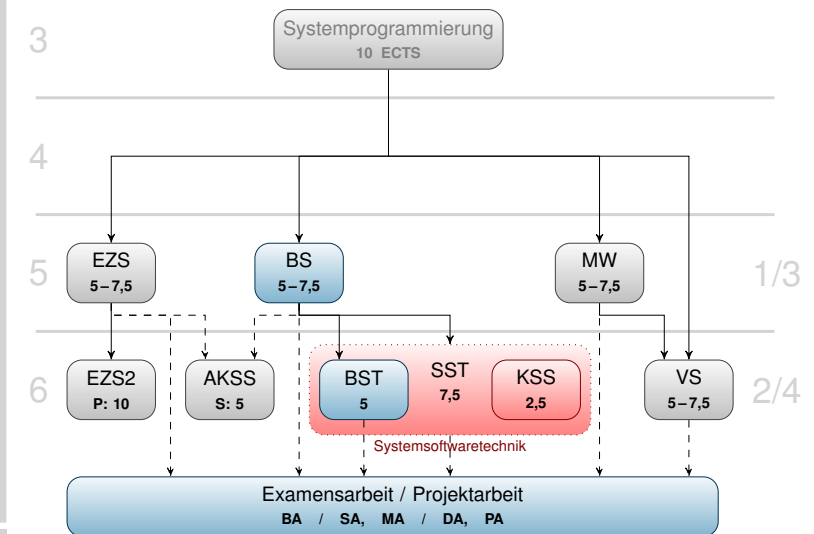 3
Systemprogrammierung
10 ECTS
4
5
EZS
5–7,5
BS
5–7,5
MW
5–7,5
1/3
6
EZS2
P: 10
AKSS
S: 5
BST
5
SST
7,5
KSS
2,5
VS
5–7,5
2/4
Systemsoftwaretechnik
Examensarbeit / Projektarbeit
BA / SA, MA / DA, PA